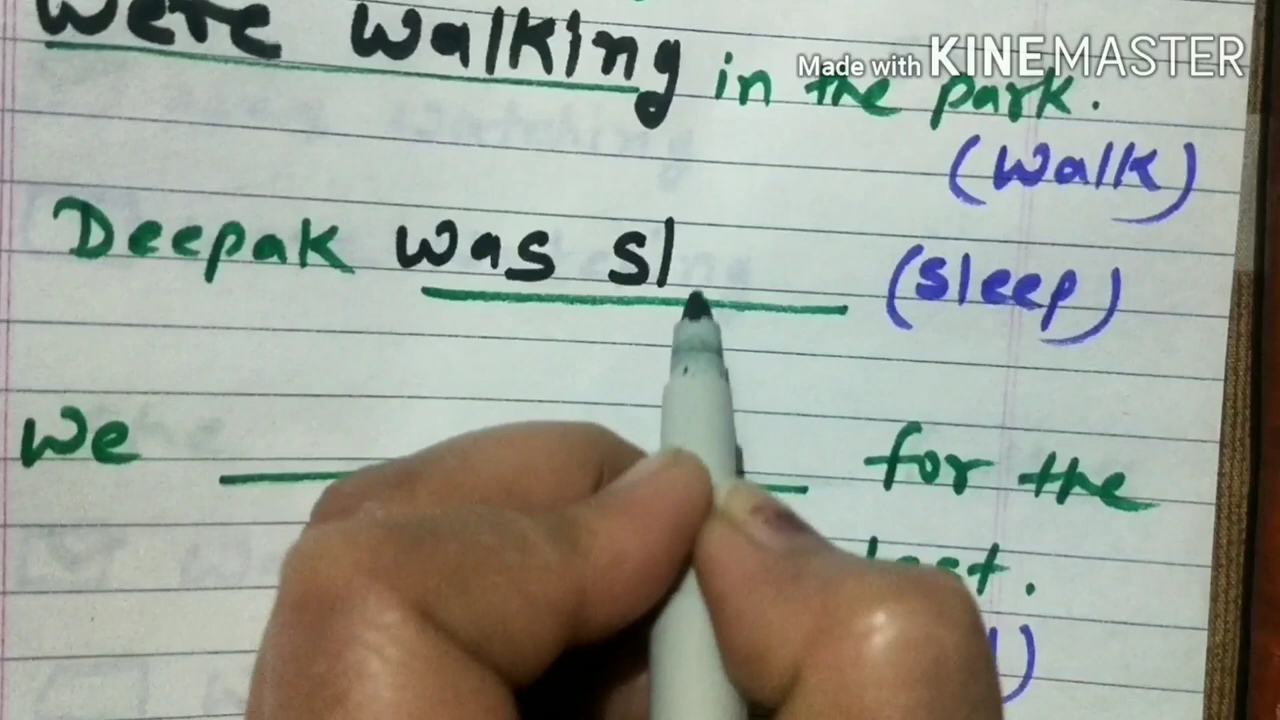 Made with KINEMASTER
were walking in the park.
(walk)
Deepak was sl (sleep)
We for the